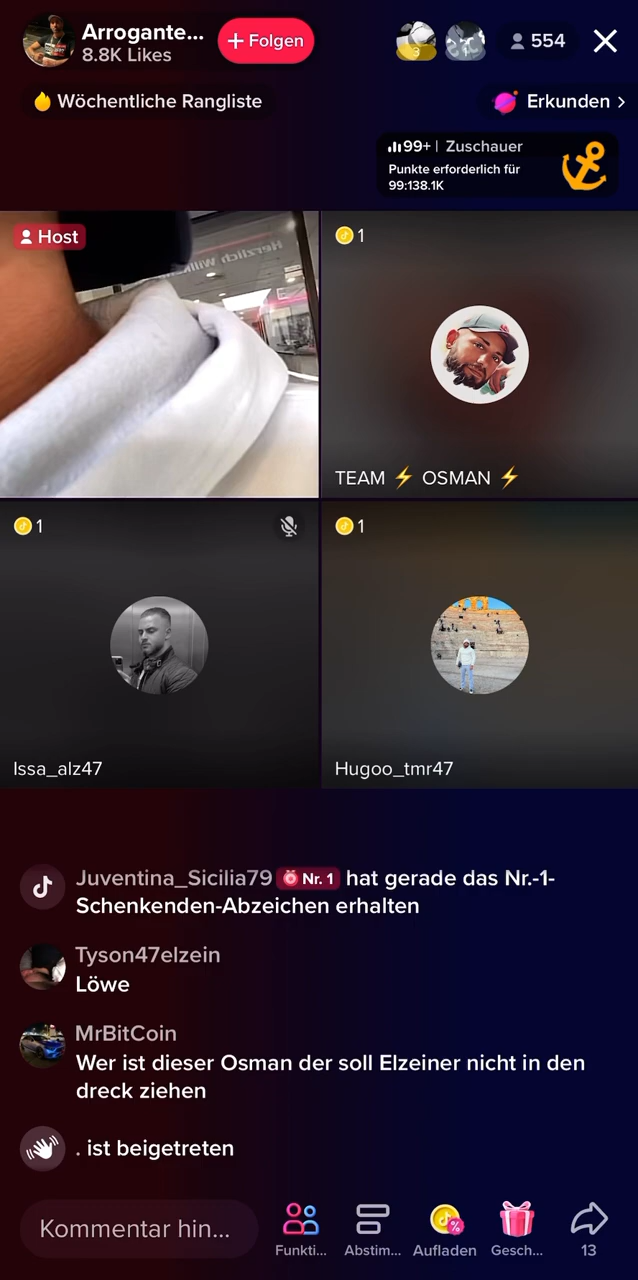 Arrogante...
8.8K Likes
+ Folgen
3
554
Wöchentliche Rangliste
Erkunden >
99+ | Zuschauer
Punkte erforderlich für
99:138.1K
Host
Herzlich
1
TEAM ⚡ OSMAN ⚡
1
1
Issa_alz47
Hugoo_tmr47
Juventina_Sicilia79 Nr. 1 hat gerade das Nr.-1-
Schenkenden-Abzeichen erhalten
Tyson47elzein
Löwe
MrBitCoin
Wer ist dieser Osman der soll Elzeiner nicht in den
dreck ziehen
. ist beigetreten
Kommentar hin...
Funkti...
Abstim...
Aufladen
Gesch...
13